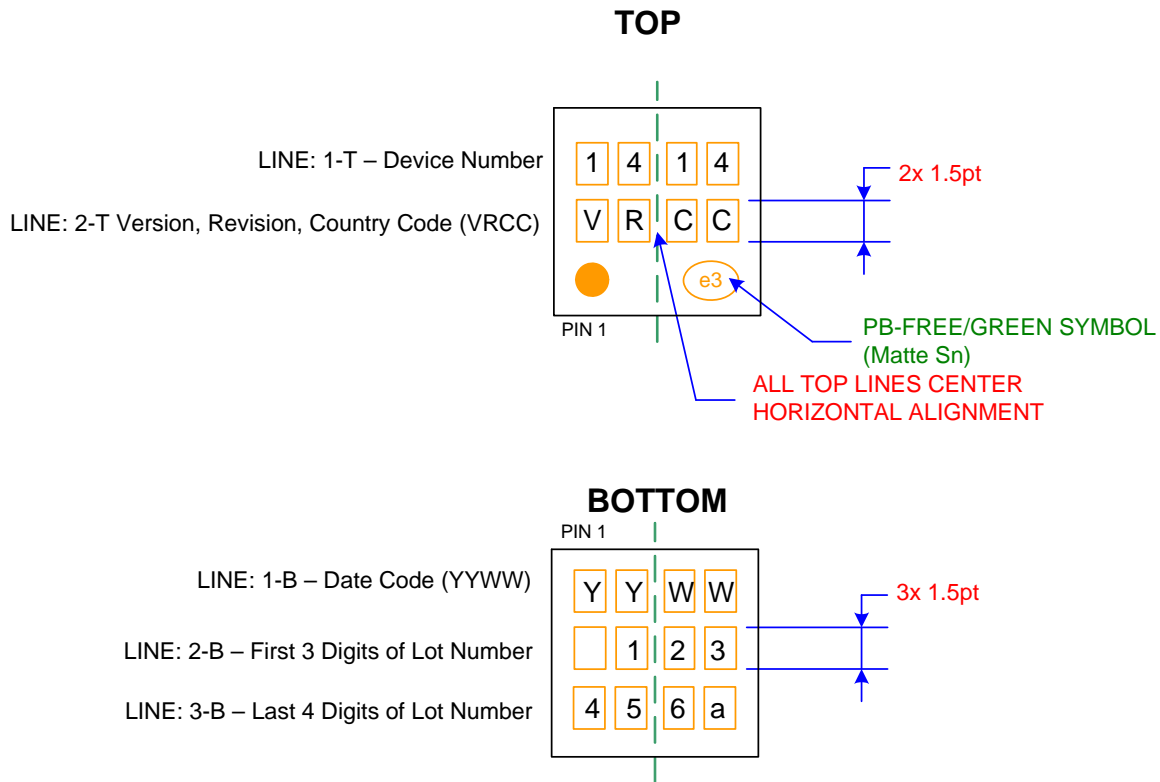 TOP
LINE: 1-T – Device Number
1 4 1 4
2x 1.5pt
LINE: 2-T Version, Revision, Country Code (VRCC)
V R C C
e3
PIN 1
PB-FREE/GREEN SYMBOL
(Matte Sn)
ALL TOP LINES CENTER
HORIZONTAL ALIGNMENT
BOTTOM
PIN 1
LINE: 1-B – Date Code (YYWW)
Y Y W W
3x 1.5pt
LINE: 2-B – First 3 Digits of Lot Number
1 2 3
LINE: 3-B – Last 4 Digits of Lot Number
4 5 6 a